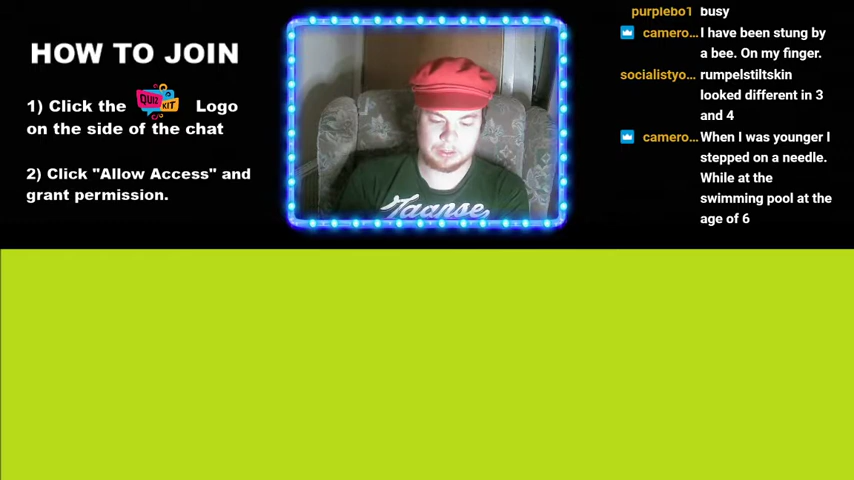 HOW TO JOIN
1) Click the QUIZ KIT Logo
on the side of the chat
2) Click "Allow Access" and
grant permission.
Taanse
purplebo1 busy
camero... I have been stung by
a bee. On my finger.
socialistyo... rumpelstiltskin
looked different in 3
and 4
camero... When I was younger I
stepped on a needle.
While at the
swimming pool at the
age of 6